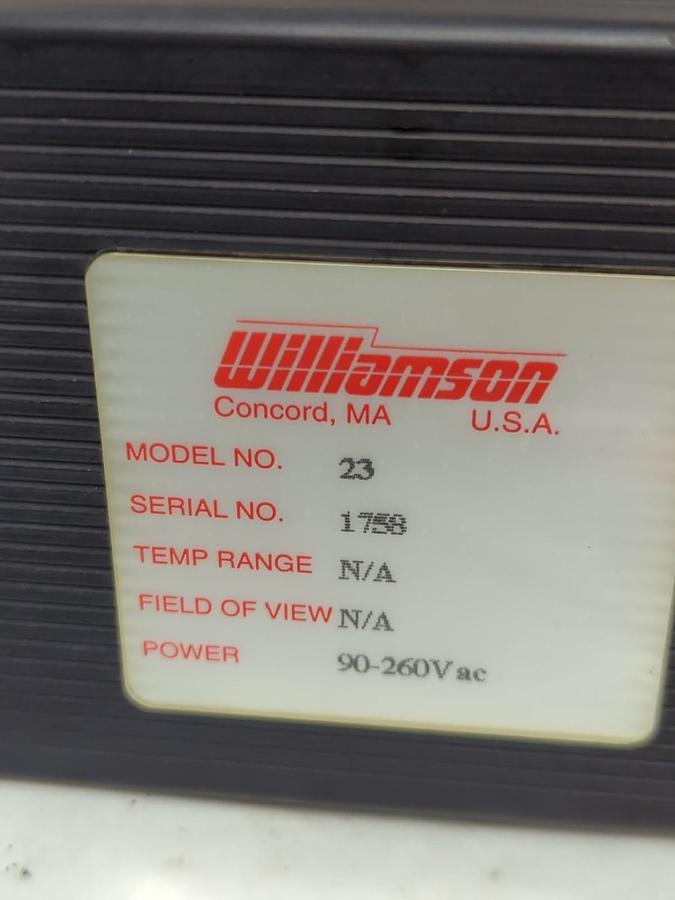 Williamson
Concord, MA U.S.A.
MODEL NO. 23
SERIAL NO. 1758
TEMP RANGE N/A
FIELD OF VIEW N/A
POWER 90-260Vac